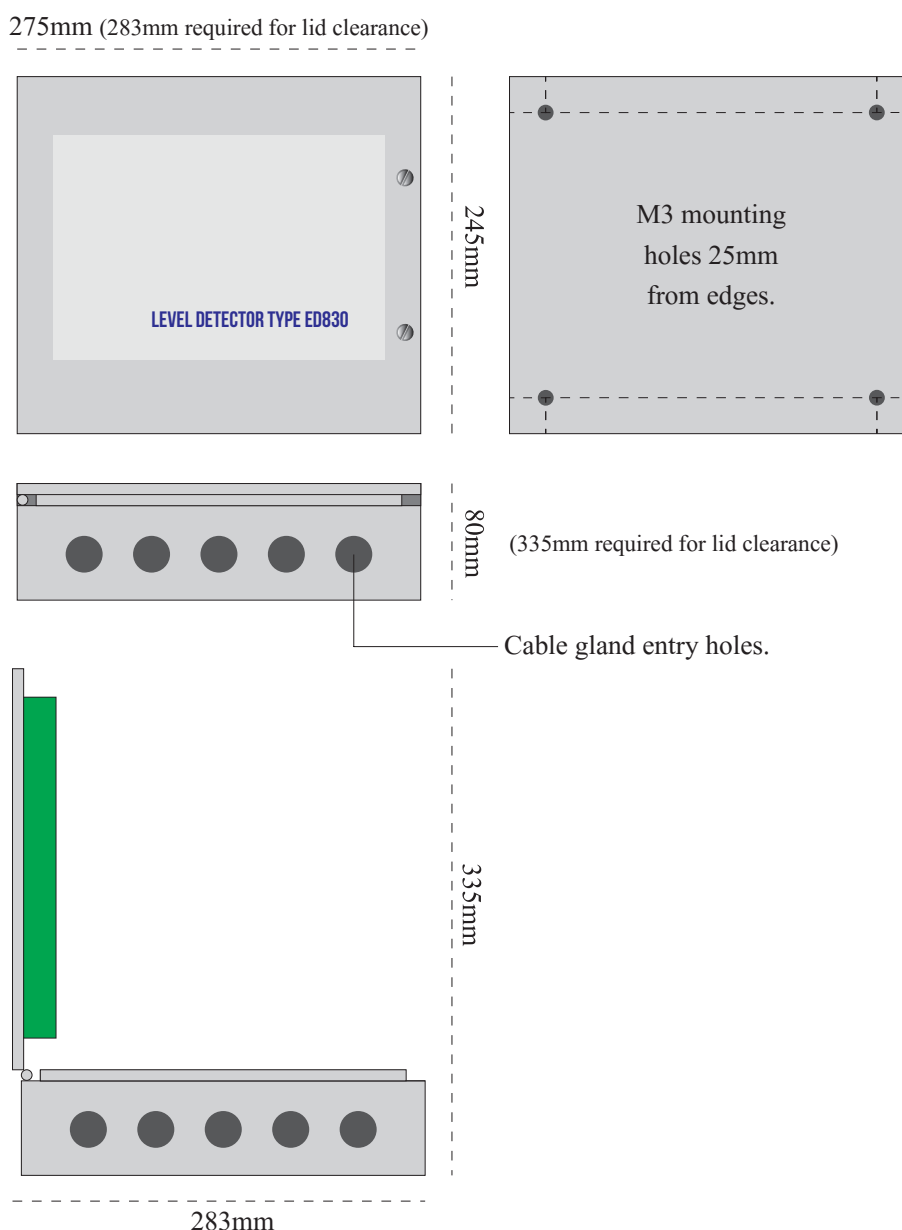 275mm (283mm required for lid clearance)
245mm
M3 mounting
holes 25mm
from edges.
LEVEL DETECTOR TYPE ED830
80mm
(335mm required for lid clearance)
Cable gland entry holes.
335mm
283mm